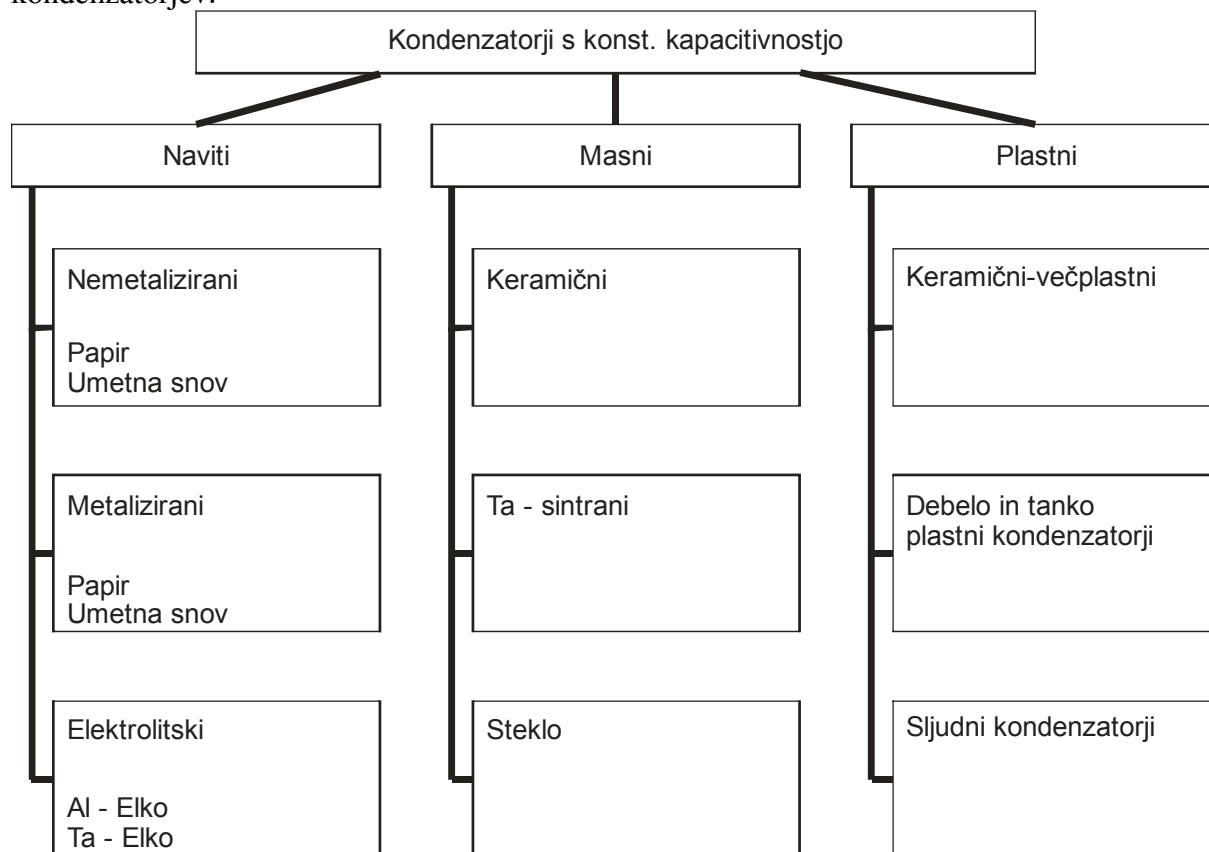 kondenzatorjev.
Kondenzatorji s konst. kapacitivnostjo
Naviti
Masni
Plastni
Nemetalizirani
Papir
Umetna snov
Keramični
Keramični-večplastni
Metalizirani
Papir
Umetna snov
Ta - sintrani
Debelo in tanko
plastni kondenzatorji
Elektrolitski
Al - Elko
Ta - Elko
Steklo
Sljudni kondenzatorji